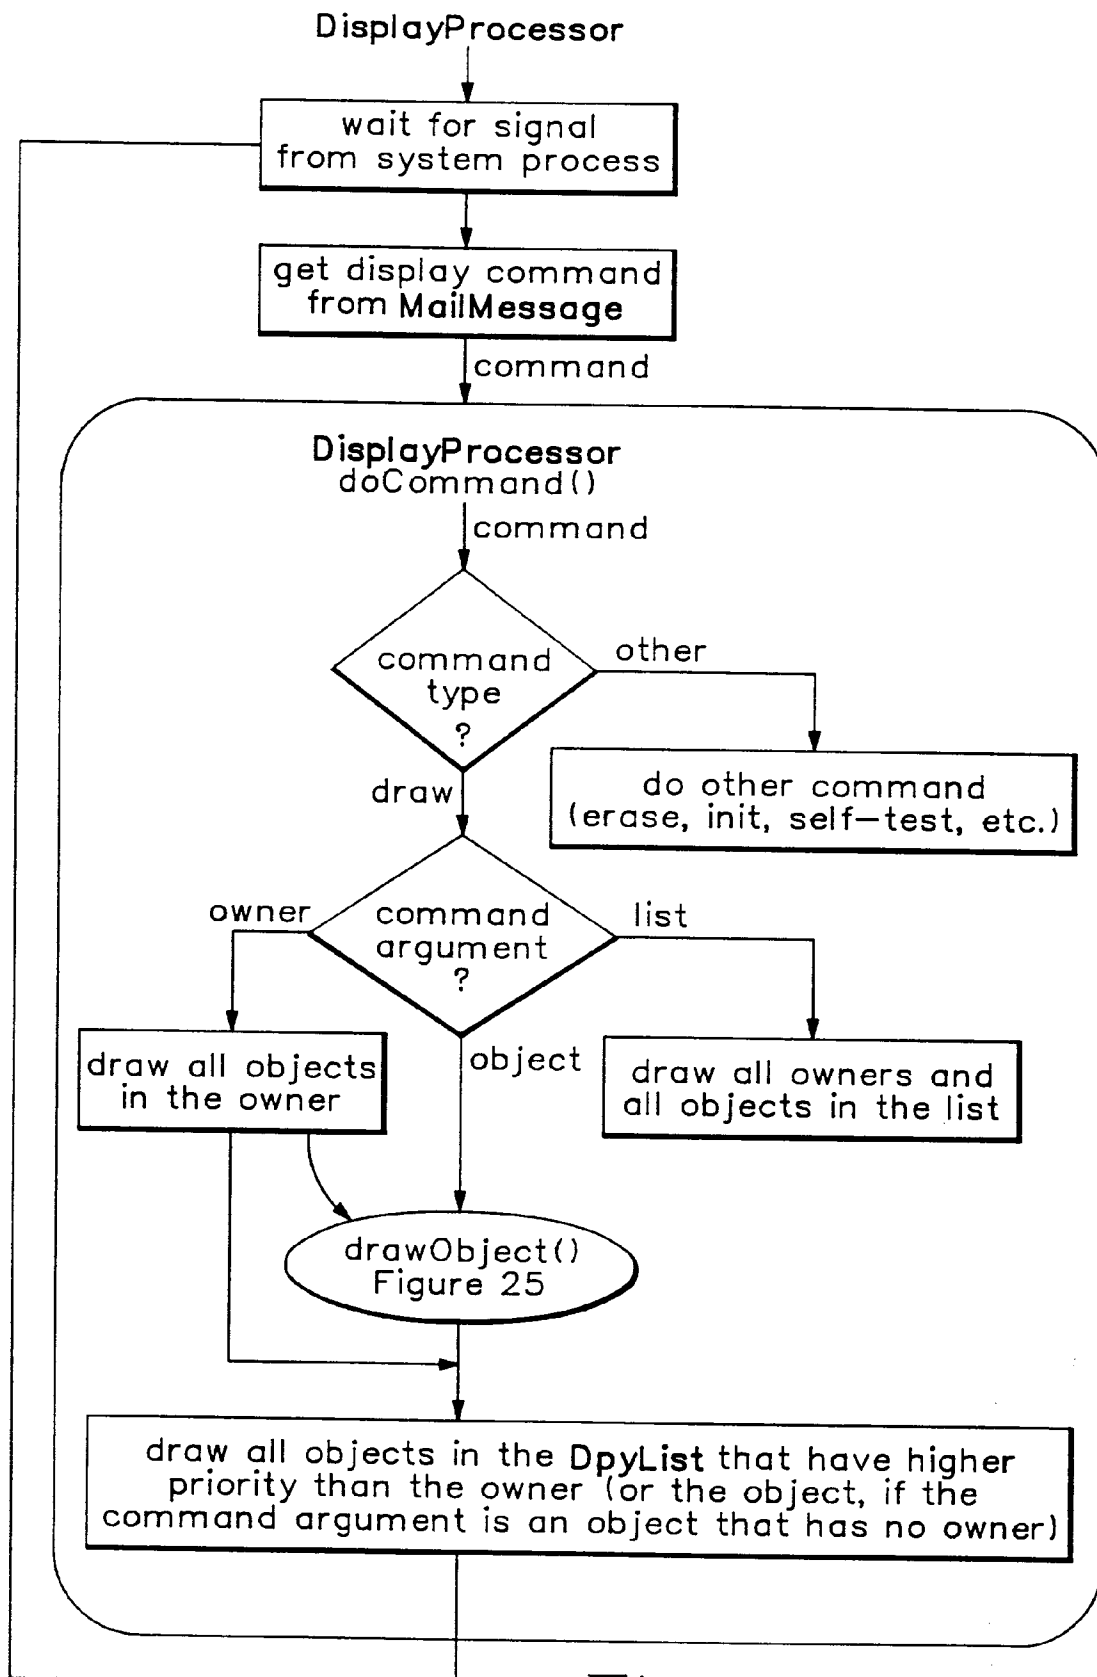 DisplayProcessor
wait for signal
from system process
get display command
from MailMessage
command
DisplayProcessor
doCommand()
command
command
type
?
other
do other command
(erase, init, self-test, etc.)
draw
owner
command
argument
?
list
draw all objects
in the owner
object
draw all owners and
all objects in the list
drawObject()
Figure 25
draw all objects in the DpyList that have higher
priority than the owner (or the object, if the
command argument is an object that has no owner)